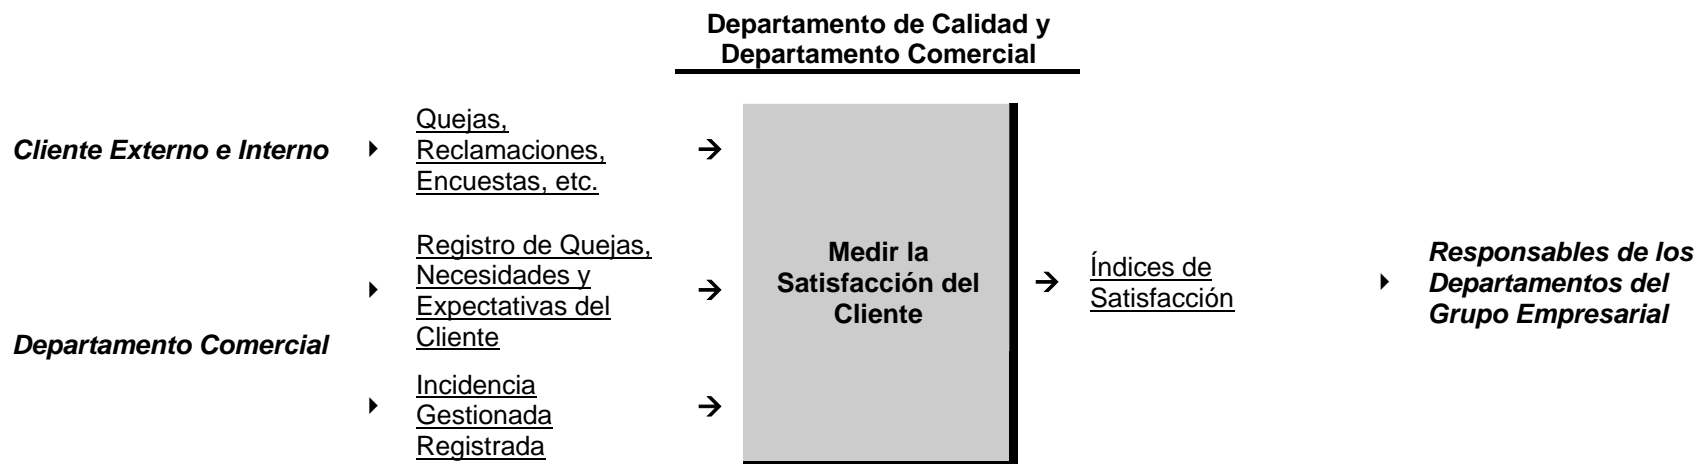 Departamento de Calidad y
Departamento Comercial
Cliente Externo e Interno
Quejas,
Reclamaciones,
Encuestas, etc.
Departamento Comercial
Registro de Quejas,
Necesidades y
Expectativas del
Cliente
Incidencia
Gestionada
Registrada
Medir la
Satisfacción del
Cliente
Índices de
Satisfacción
Responsables de los
Departamentos del
Grupo Empresarial